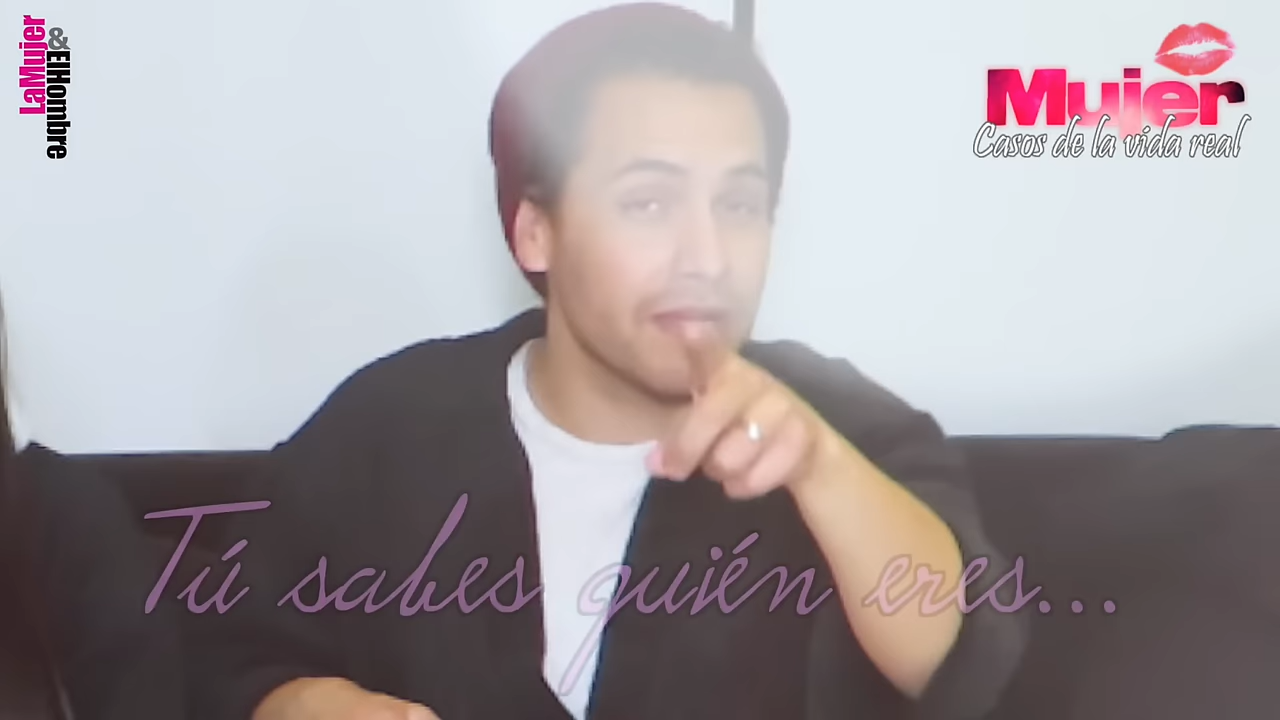 LaMujer
&ElHombre
Mujer
Casos de la vida real
Tú sabes quién eres...